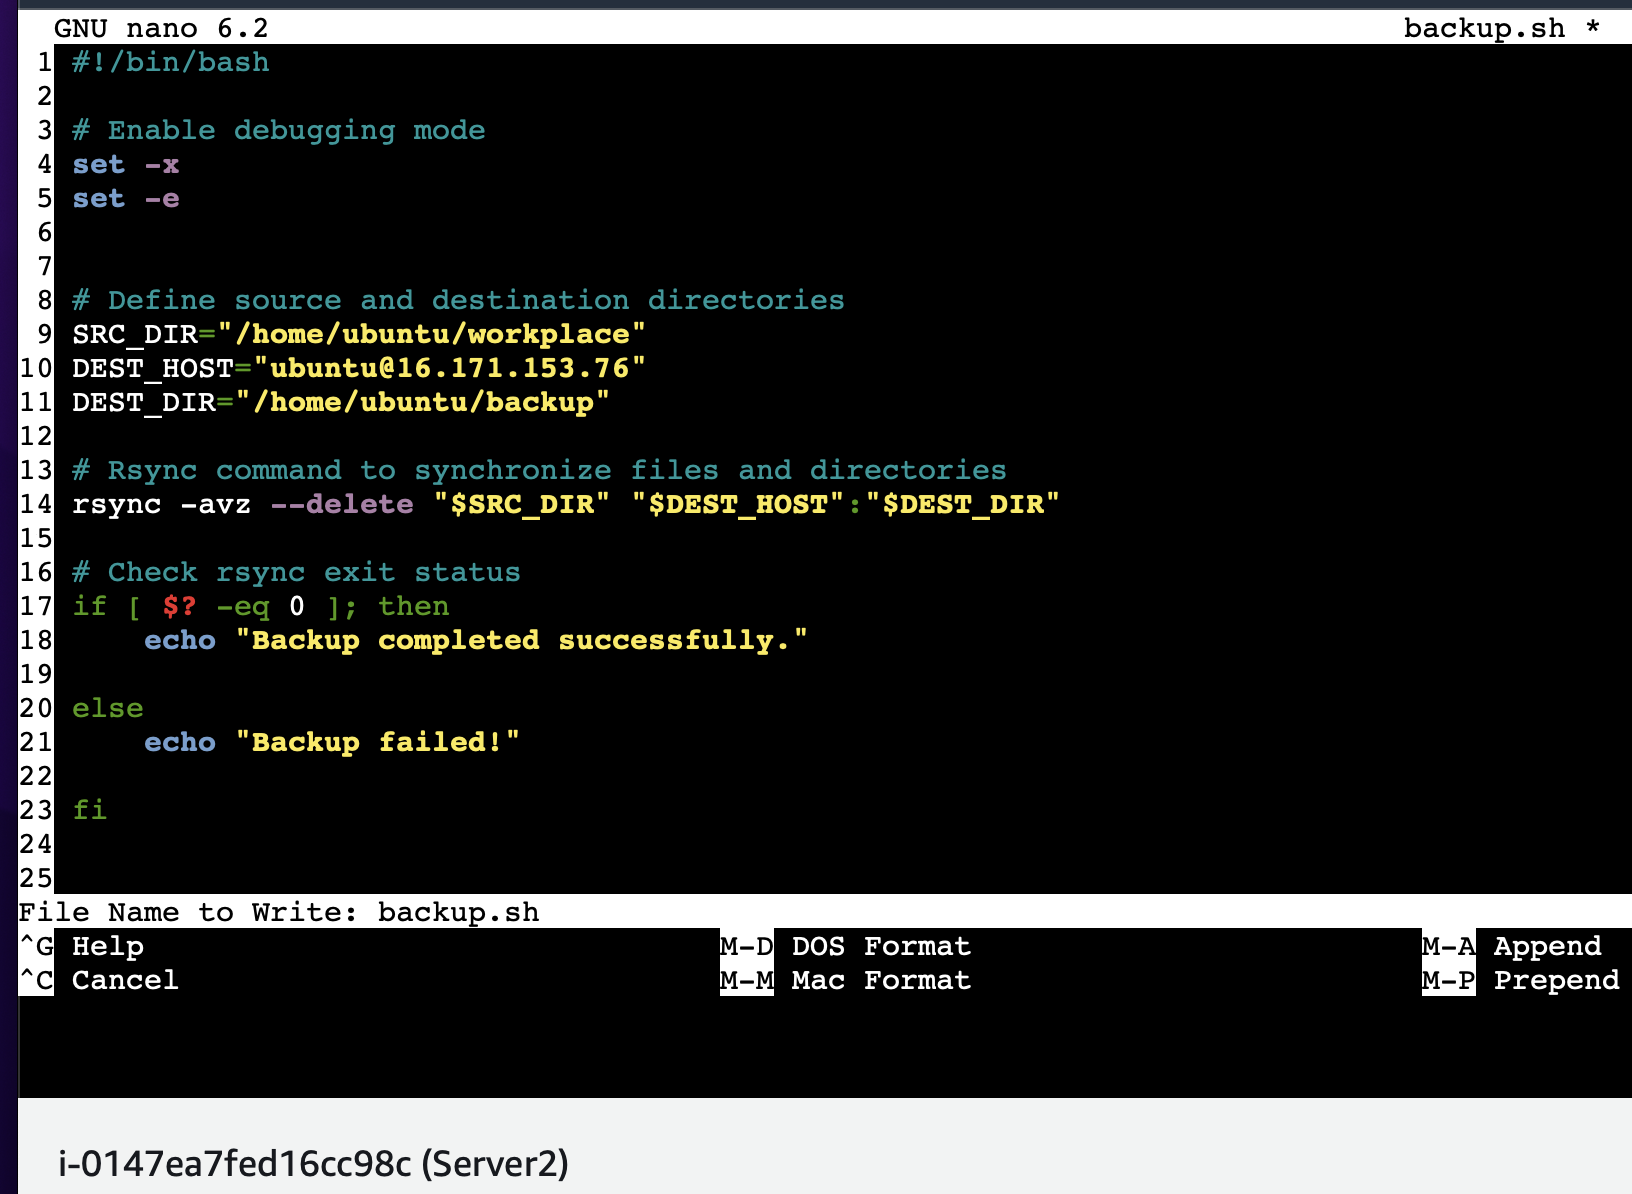 GNU nano 6.2 backup.sh *
1 #!/bin/bash
2
3 # Enable debugging mode
4 set -x
5 set -e
6
7
8 # Define source and destination directories
9 SRC_DIR="/home/ubuntu/workplace"
10 DEST_HOST="ubuntu@16.171.153.76"
11 DEST_DIR="/home/ubuntu/backup"
12
13 # Rsync command to synchronize files and directories
14 rsync -avz --delete "$SRC_DIR" "$DEST_HOST":"$DEST_DIR"
15
16 # Check rsync exit status
17 if [ $? -eq 0 ]; then
18     echo "Backup completed successfully."
19
20 else
21     echo "Backup failed!"
22
23 fi
24
25
File Name to Write: backup.sh
^G Help M-D DOS Format M-A Append
^C Cancel M-M Mac Format M-P Prepend
i-0147ea7fed16cc98c (Server2)